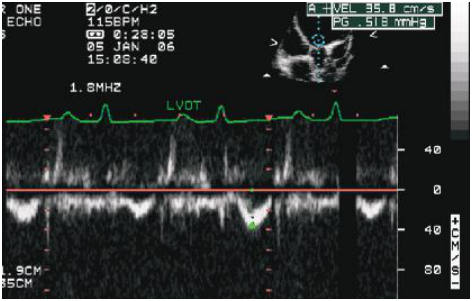 R ONE
ECHO
2/0/C/H2
115BPM
0:28:05
05 JAN 06
15:08:40
A +VEL 35.8 cm/s
PG .518 mmHg
1.8MHZ
LVOT
40
0
40
80
+CM/S-
1.9CM
35CM